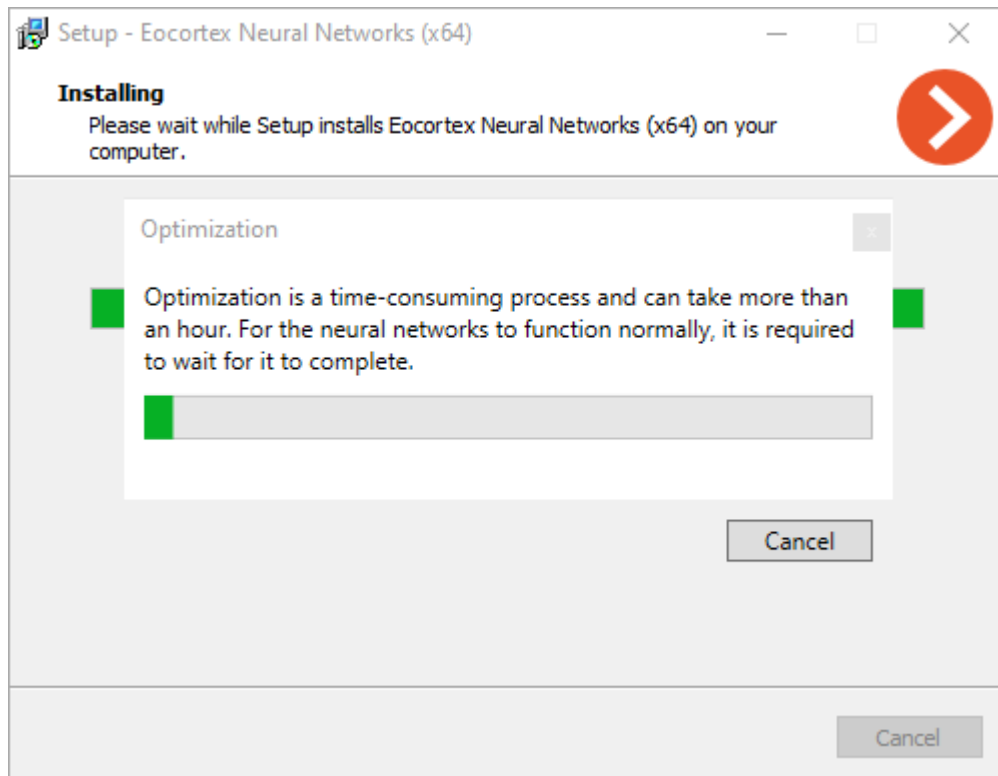 Setup - Eocortex Neural Networks (x64)
Installing
Please wait while Setup installs Eocortex Neural Networks (x64) on your
computer.
Optimization
x
Optimization is a time-consuming process and can take more than
an hour. For the neural networks to function normally, it is required
to wait for it to complete.
Cancel
Cancel